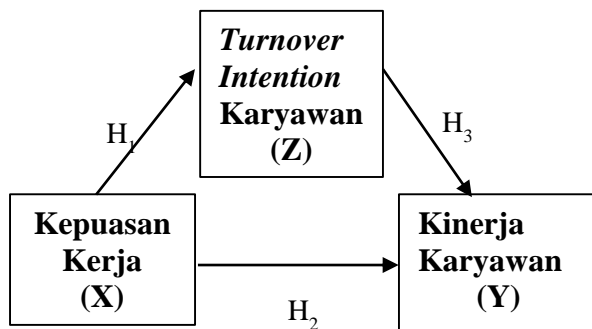 Turnover
Intention
Karyawan
(Z)
H1
H3
Kepuasan
Kerja
(X)
Kinerja
Karyawan
(Y)
H2